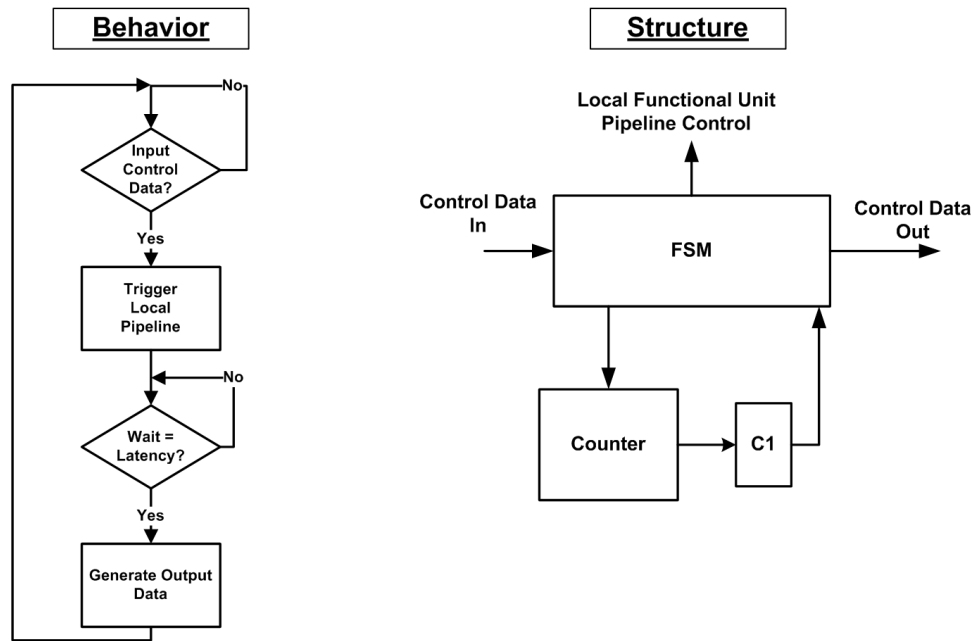 Behavior
No
Input
Control
Data?
Yes
Trigger
Local
Pipeline
No
Wait =
Latency?
Yes
Generate Output
Data
Structure
Local Functional Unit
Pipeline Control
Control Data
In
FSM
Control Data
Out
Counter
C1